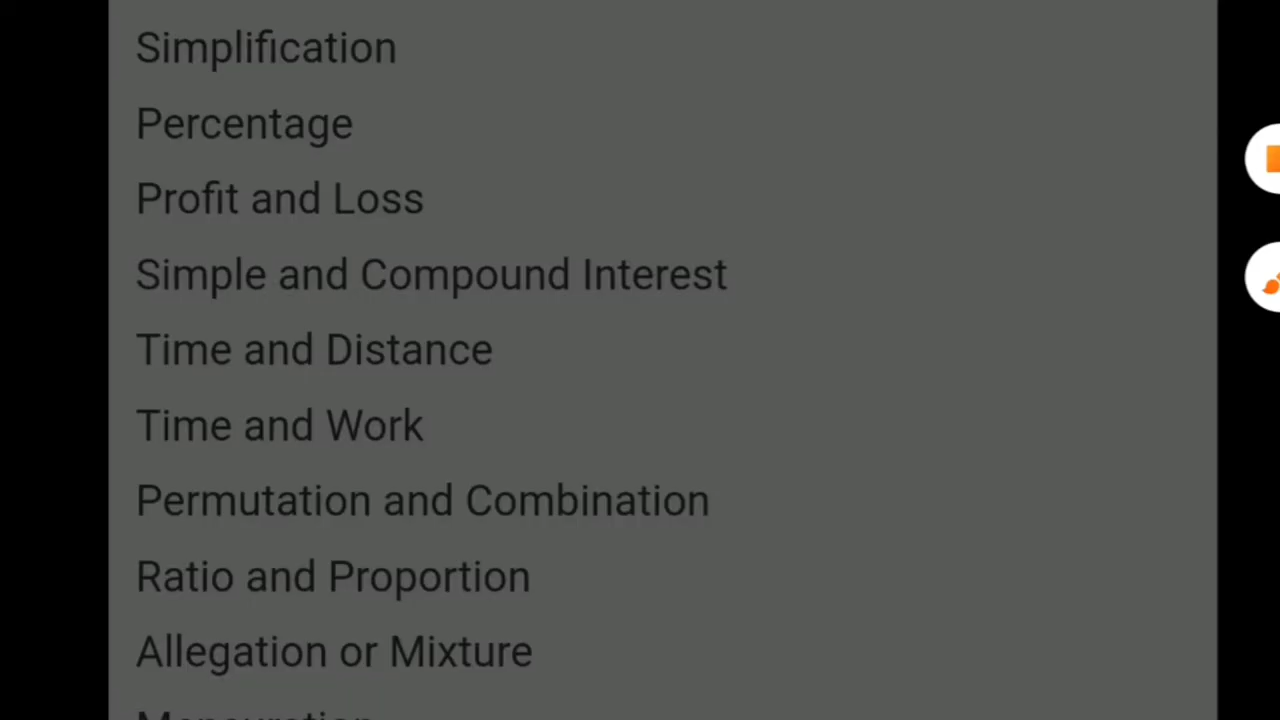 Simplification
Percentage
Profit and Loss
Simple and Compound Interest
Time and Distance
Time and Work
Permutation and Combination
Ratio and Proportion
Allegation or Mixture